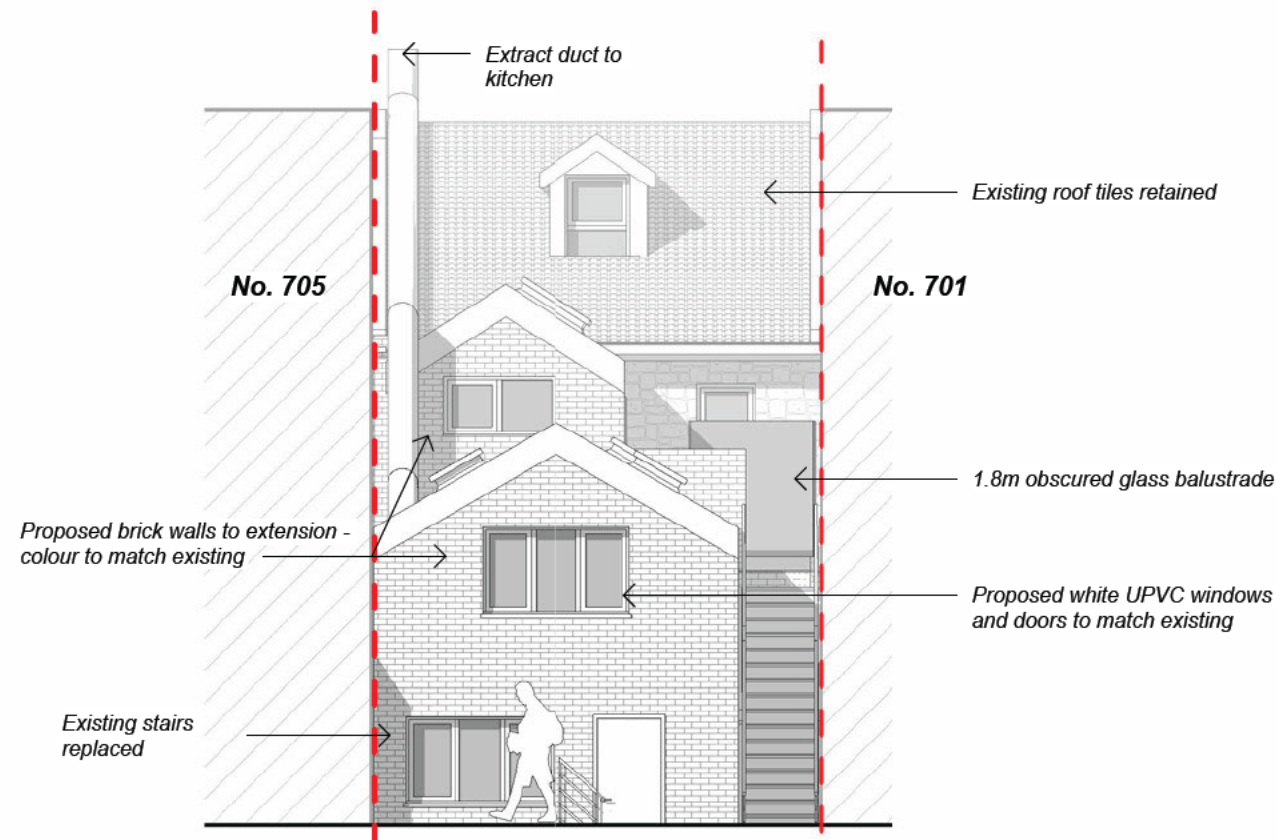 Extract duct to
kitchen
Existing roof tiles retained
No. 705
No. 701
1.8m obscured glass balustrade
Proposed brick walls to extension -
colour to match existing
Proposed white UPVC windows
and doors to match existing
Existing stairs
replaced